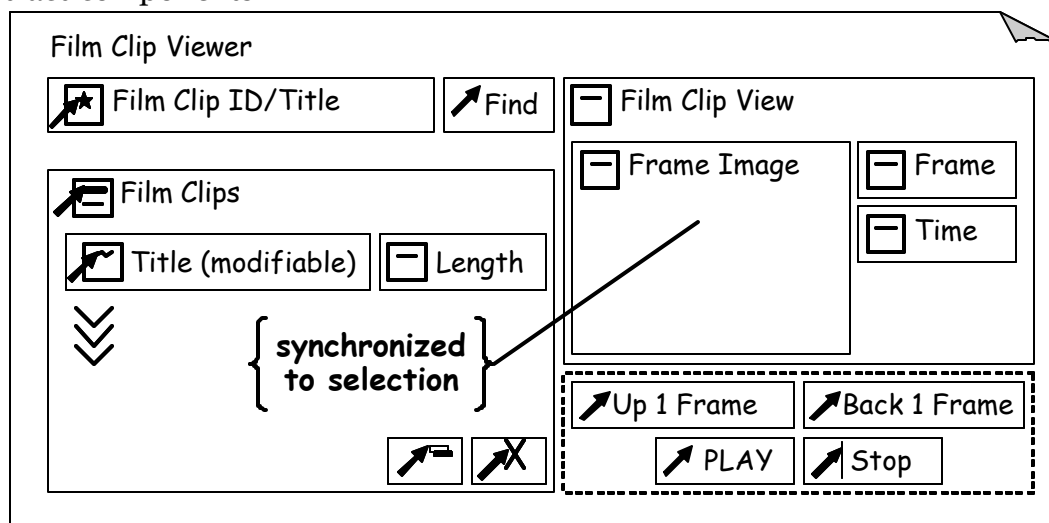 Film Clip Viewer
Film Clip ID/Title
Find
Film Clips
Title (modifiable)
Length
synchronized
to selection
Film Clip View
Frame Image
Frame
Time
Up 1 Frame
Back 1 Frame
PLAY
Stop